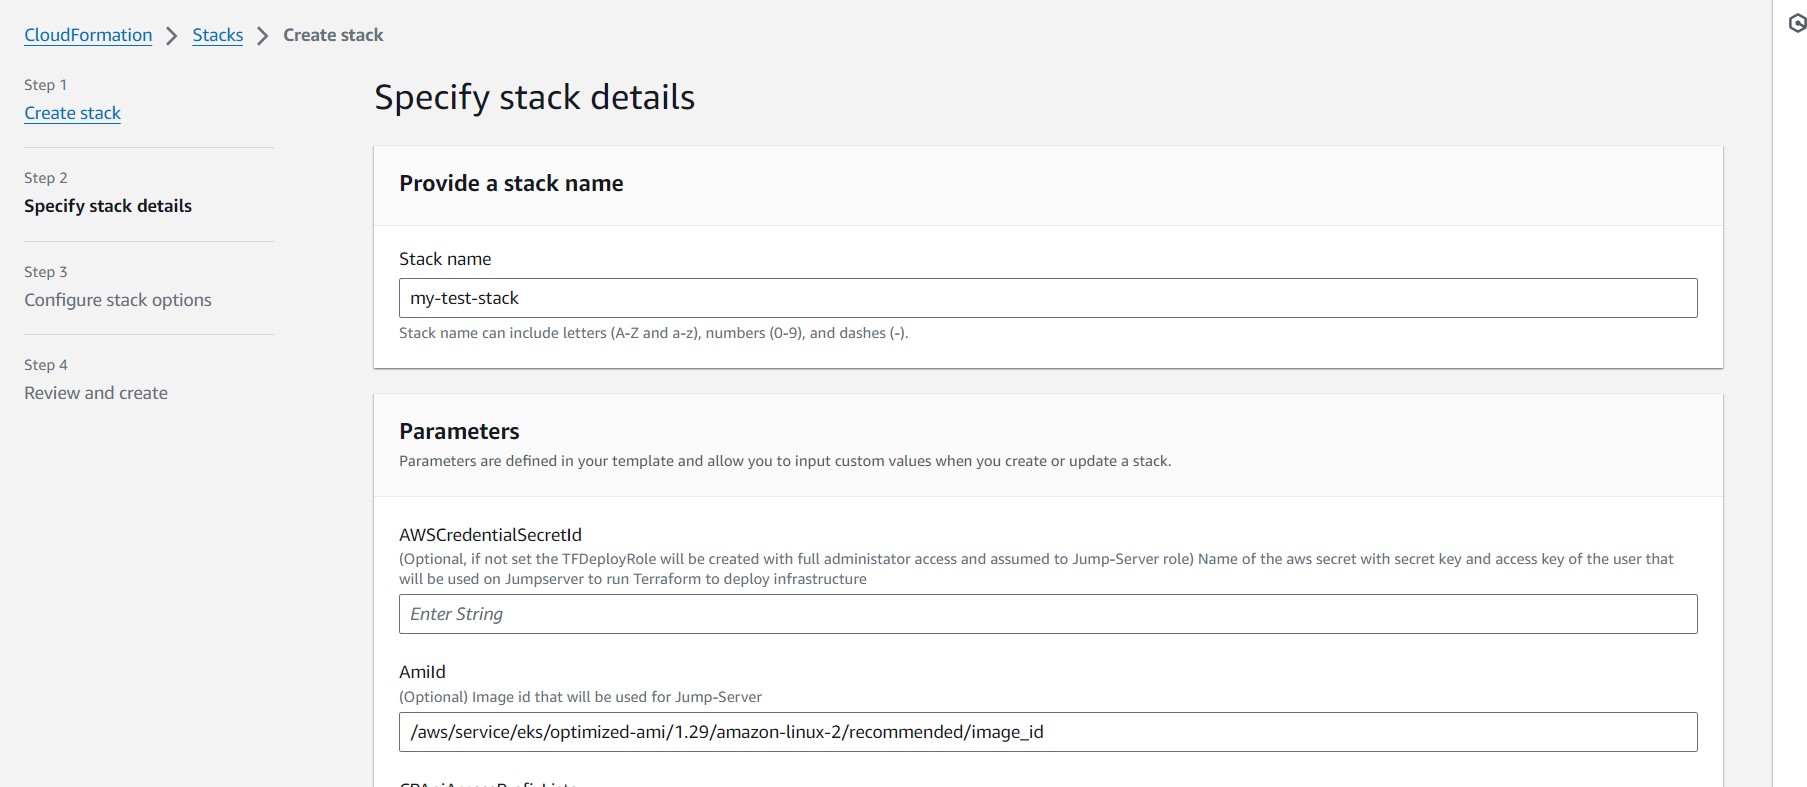 CloudFormation > Stacks > Create stack
Step 1
Create stack
Step 2
Specify stack details
Step 3
Configure stack options
Step 4
Review and create
Specify stack details
Provide a stack name
Stack name
my-test-stack
Stack name can include letters (A-Z and a-z), numbers (0-9), and dashes (-).
Parameters
Parameters are defined in your template and allow you to input custom values when you create or update a stack.
AWSCredentialSecretId
(Optional, if not set the TFDeployRole will be created with full administator access and assumed to Jump-Server role) Name of the aws secret with secret key and access key of the user that
will be used on Jumpserver to run Terraform to deploy infrastructure
Enter String
AmiId
(Optional) Image id that will be used for Jump-Server
/aws/service/eks/optimized-ami/1.29/amazon-linux-2/recommended/image_id